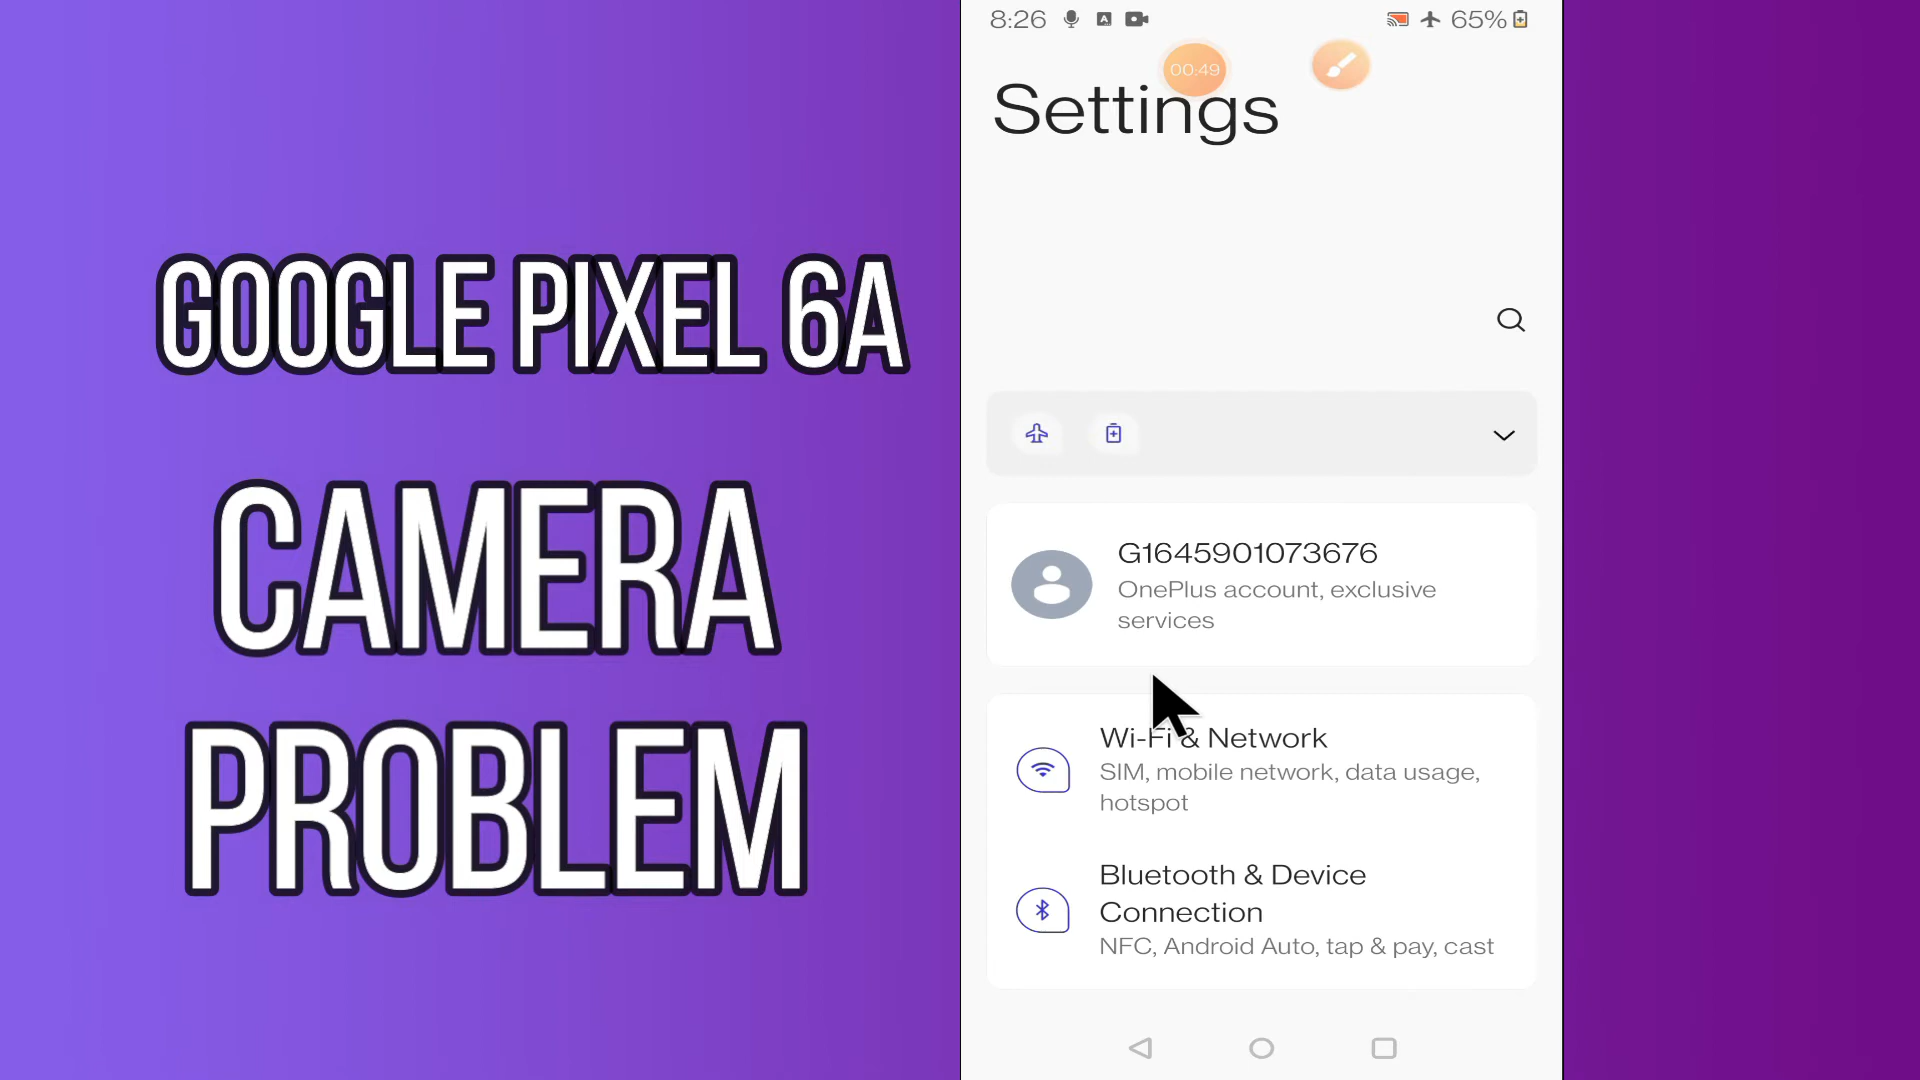 GOOGLE PIXEL 6A
CAMERA
PROBLEM
8:26
65%
00:49
Settings
G1645901073676
OnePlus account, exclusive
services
Wi-Fi & Network
SIM, mobile network, data usage,
hotspot
Bluetooth & Device
Connection
NFC, Android Auto, tap & pay, cast